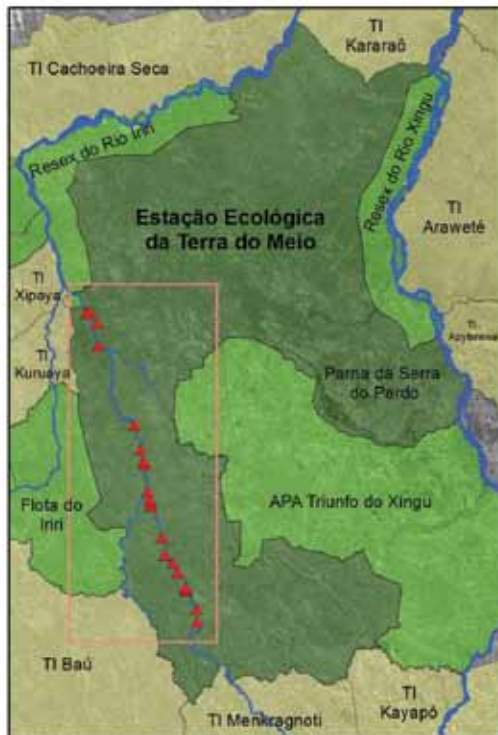 TI
Kararaô
TI Cachoeira Seca
Resex do Rio Iriri
Resex do Rio Xingu
Estação Ecológica
da Terra do Meio
TI
Araweté
TI
Xipaya
TI
TI
Kuruaya
Parna da Serra
do Pardo
Flota do
Iriri
APA Triunfo do Xingu
TI Baú
TI
Kayapó
TI Menkragnoti